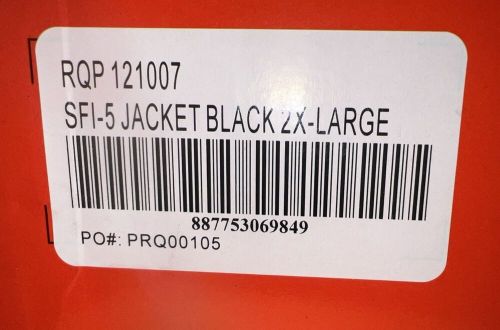 RQP 121007
SFI-5 JACKET BLACK 2X-LARGE
887753069849
PO#: PRQ00105